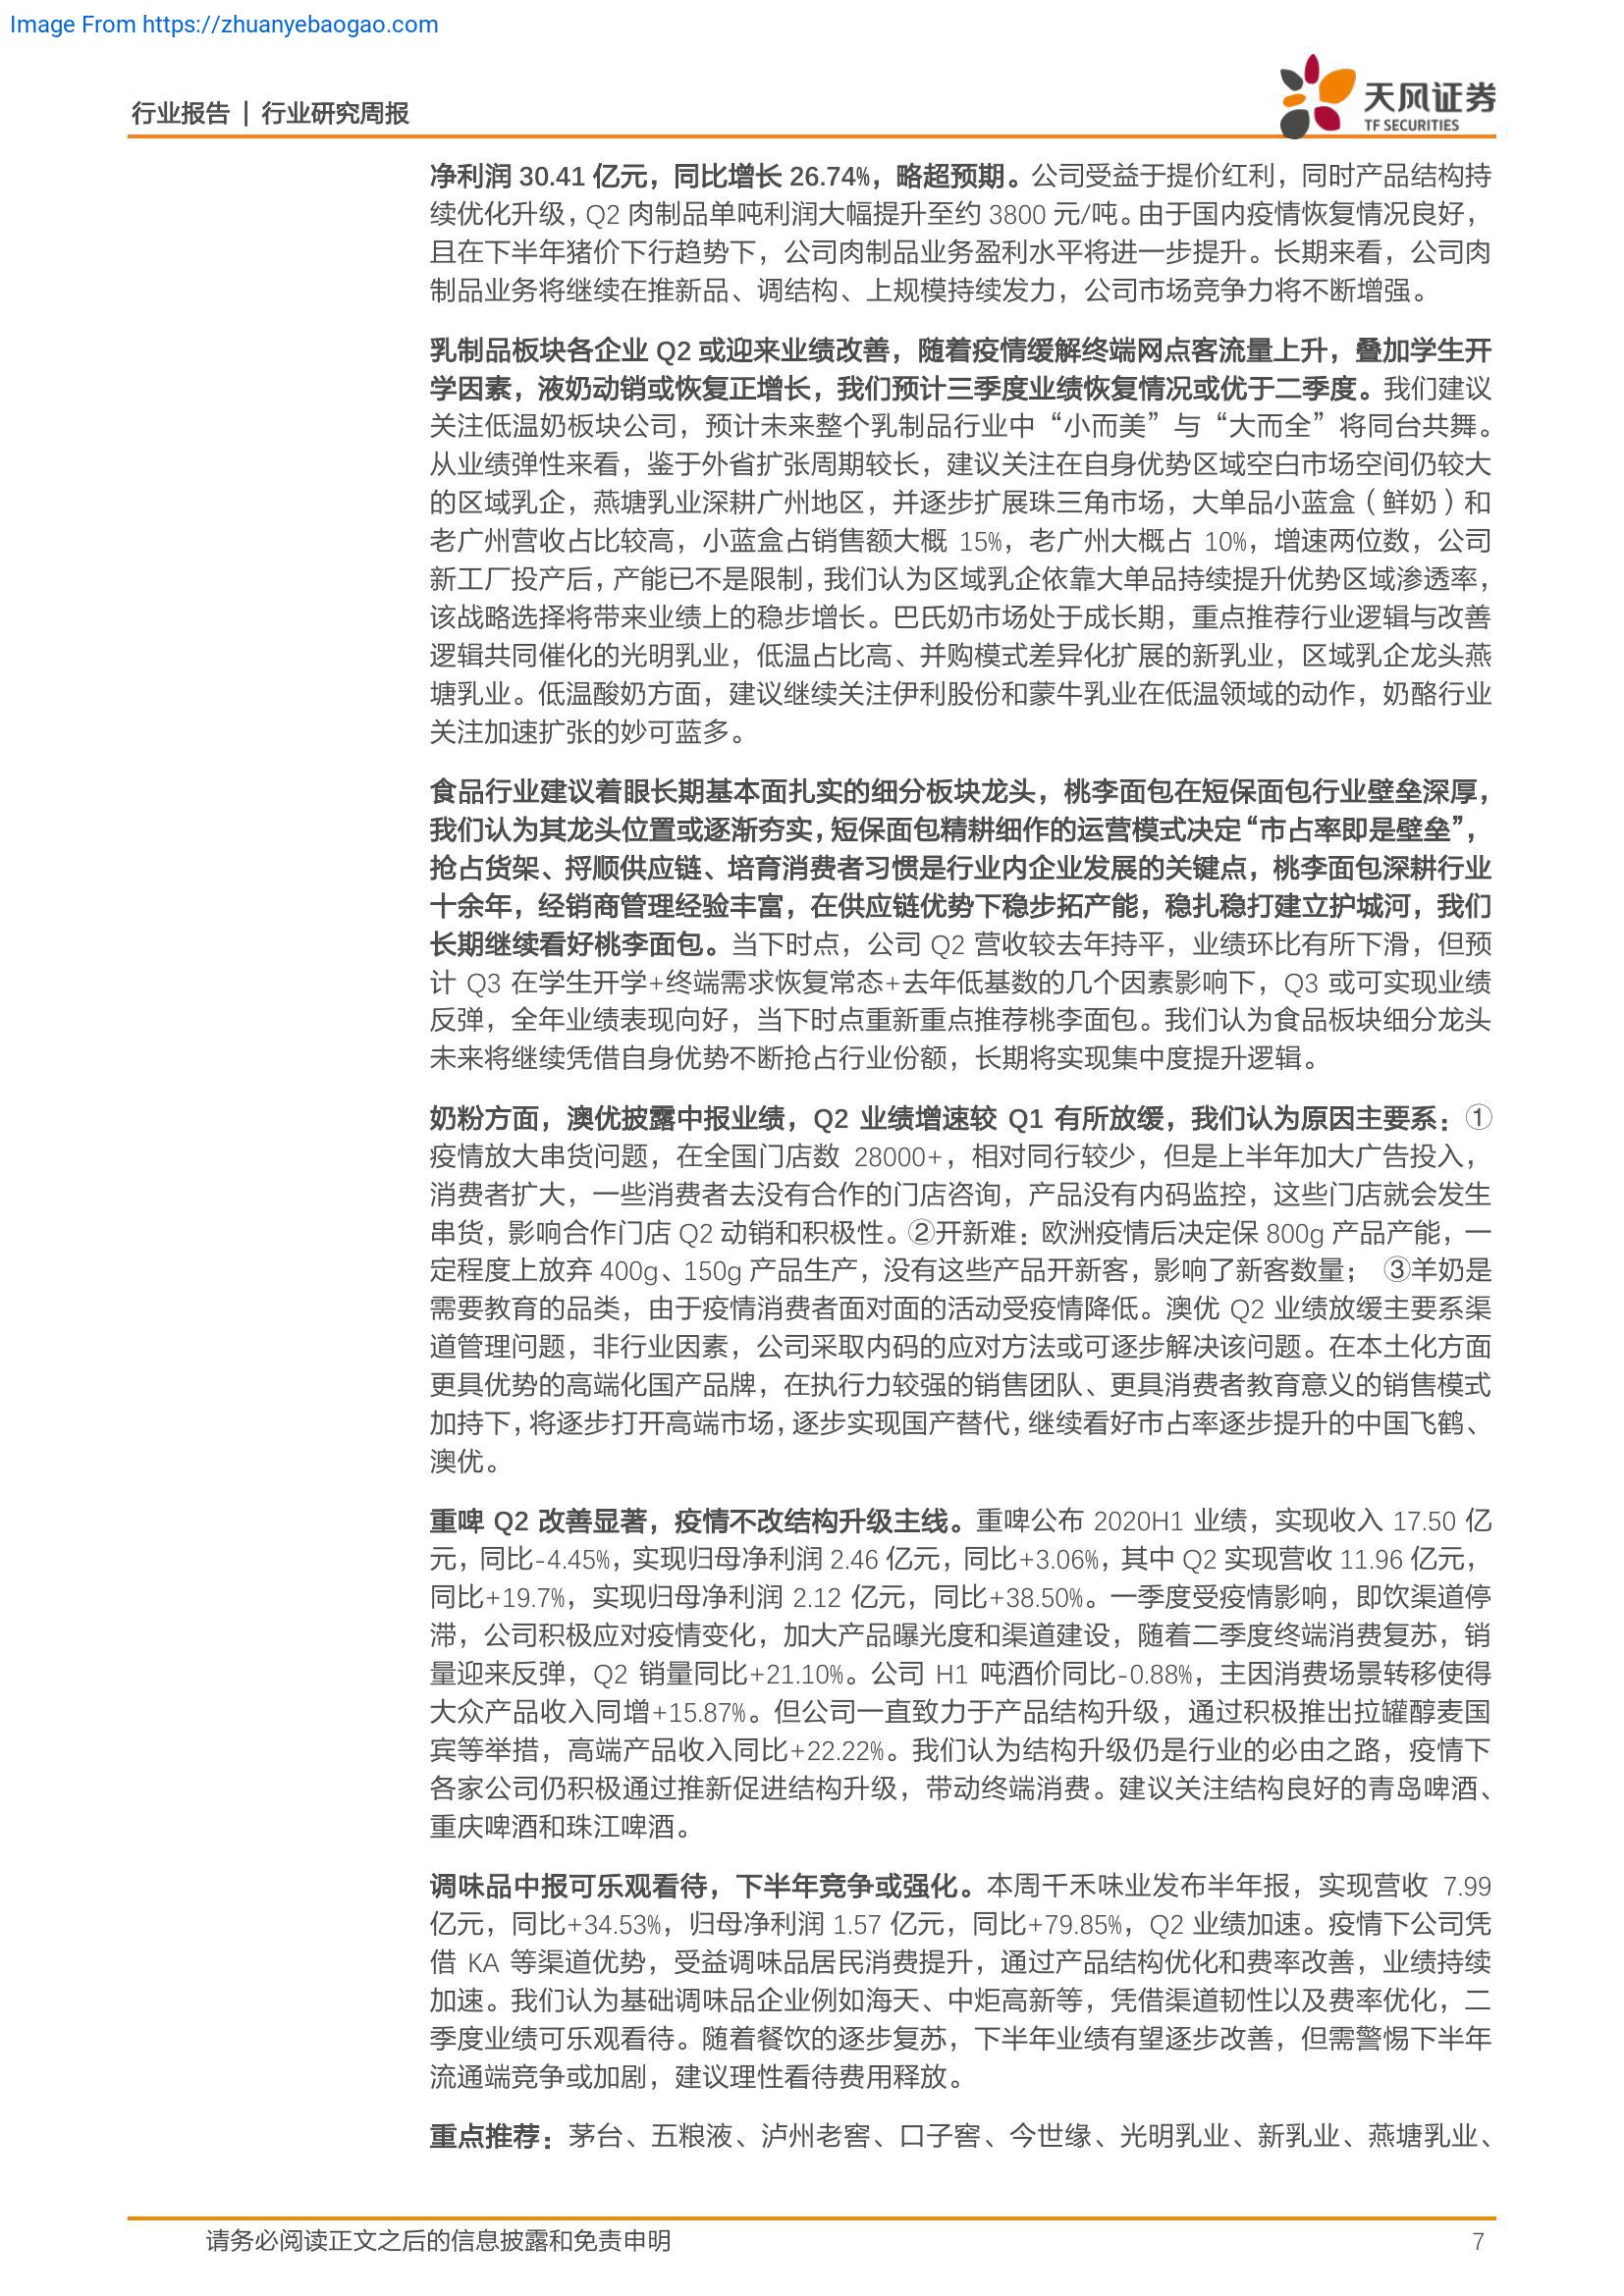 Image From https://zhuanyebaogao.com
行业报告 | 行业研究周报
天风证券
TF SECURITIES
净利润 30.41 亿元，同比增长 26.74%，略超预期。公司受益于提价红利，同时产品结构持
续优化升级，Q2 肉制品单吨利润大幅提升至约 3800 元/吨。由于国内疫情恢复情况良好，
且在下半年猪价下行趋势下，公司肉制品业务盈利水平将进一步提升。长期来看，公司肉
制品业务将继续在推新品、调结构、上规模持续发力，公司市场竞争力将不断增强。
乳制品板块各企业 Q2 或迎来业绩改善，随着疫情缓解终端网点客流量上升，叠加学生开
学因素，液奶动销或恢复正增长，我们预计三季度业绩恢复情况或优于二季度。我们建议
关注低温奶板块公司，预计未来整个乳制品行业中“小而美”与“大而全”将同台共舞。
从业绩弹性来看，鉴于外省扩张周期较长，建议关注在自身优势区域空白市场空间仍较大
的区域乳企，燕塘乳业深耕广州地区，并逐步扩展珠三角市场，大单品小蓝盒（鲜奶）和
老广州营收占比较高，小蓝盒占销售额大概 15%，老广州大概占 10%，增速两位数，公司
新工厂投产后，产能已不是限制，我们认为区域乳企依靠大单品持续提升优势区域渗透率，
该战略选择将带来业绩上的稳步增长。巴氏奶市场处于成长期，重点推荐行业逻辑与改善
逻辑共同催化的光明乳业，低温占比高、并购模式差异化扩展的新乳业，区域乳企龙头燕
塘乳业。低温酸奶方面，建议继续关注伊利股份和蒙牛乳业在低温领域的动作，奶酪行业
关注加速扩张的妙可蓝多。
食品行业建议着眼长期基本面扎实的细分板块龙头，桃李面包在短保面包行业壁垒深厚，
我们认为其龙头位置或逐渐夯实，短保面包精耕细作的运营模式决定“市占率即是壁垒”，
抢占货架、捋顺供应链、培育消费者习惯是行业内企业发展的关键点，桃李面包深耕行业
十余年，经销商管理经验丰富，在供应链优势下稳步拓产能，稳扎稳打建立护城河，我们
长期继续看好桃李面包。当下时点，公司 Q2 营收较去年持平，业绩环比有所下滑，但预
计 Q3 在学生开学+终端需求恢复常态+去年低基数的几个因素影响下，Q3 或可实现业绩
反弹，全年业绩表现向好，当下时点重新重点推荐桃李面包。我们认为食品板块细分龙头
未来将继续凭借自身优势不断抢占行业份额，长期将实现集中度提升逻辑。
奶粉方面，澳优披露中报业绩，Q2 业绩增速较 Q1 有所放缓，我们认为原因主要系：①
疫情放大串货问题，在全国门店数 28000+，相对同行较少，但是上半年加大广告投入，
消费者扩大，一些消费者去没有合作的门店咨询，产品没有内码监控，这些门店就会发生
串货，影响合作门店 Q2 动销和积极性。②开新难：欧洲疫情后决定保 800g 产品产能，一
定程度上放弃 400g、150g 产品生产，没有这些产品开新客，影响了新客数量； ③羊奶是
需要教育的品类，由于疫情消费者面对面的活动受疫情降低。澳优 Q2 业绩放缓主要系渠
道管理问题，非行业因素，公司采取内码的应对方法或可逐步解决该问题。在本土化方面
更具优势的高端化国产品牌，在执行力较强的销售团队、更具消费者教育意义的销售模式
加持下，将逐步打开高端市场，逐步实现国产替代，继续看好市占率逐步提升的中国飞鹤、
澳优。
重啤 Q2 改善显著，疫情不改结构升级主线。重啤公布 2020H1 业绩，实现收入 17.50 亿
元，同比-4.45%，实现归母净利润 2.46 亿元，同比+3.06%，其中 Q2 实现营收 11.96 亿元，
同比+19.7%，实现归母净利润 2.12 亿元，同比+38.50%。一季度受疫情影响，即饮渠道停
滞，公司积极应对疫情变化，加大产品曝光度和渠道建设，随着二季度终端消费复苏，销
量迎来反弹，Q2 销量同比+21.10%。公司 H1 吨酒价同比-0.88%，主因消费场景转移使得
大众产品收入同增+15.87%。但公司一直致力于产品结构升级，通过积极推出拉罐醇麦国
宾等举措，高端产品收入同比+22.22%。我们认为结构升级仍是行业的必由之路，疫情下
各家公司仍积极通过推新促进结构升级，带动终端消费。建议关注结构良好的青岛啤酒、
重庆啤酒和珠江啤酒。
调味品中报可乐观看待，下半年竞争或强化。本周千禾味业发布半年报，实现营收 7.99
亿元，同比+34.53%，归母净利润 1.57 亿元，同比+79.85%，Q2 业绩加速。疫情下公司凭
借 KA 等渠道优势，受益调味品居民消费提升，通过产品结构优化和费率改善，业绩持续
加速。我们认为基础调味品企业例如海天、中炬高新等，凭借渠道韧性以及费率优化，二
季度业绩可乐观看待。随着餐饮的逐步复苏，下半年业绩有望逐步改善，但需警惕下半年
流通端竞争或加剧，建议理性看待费用释放。
重点推荐：茅台、五粮液、泸州老窖、口子窖、今世缘、光明乳业、新乳业、燕塘乳业、
请务必阅读正文之后的信息披露和免责申明
7